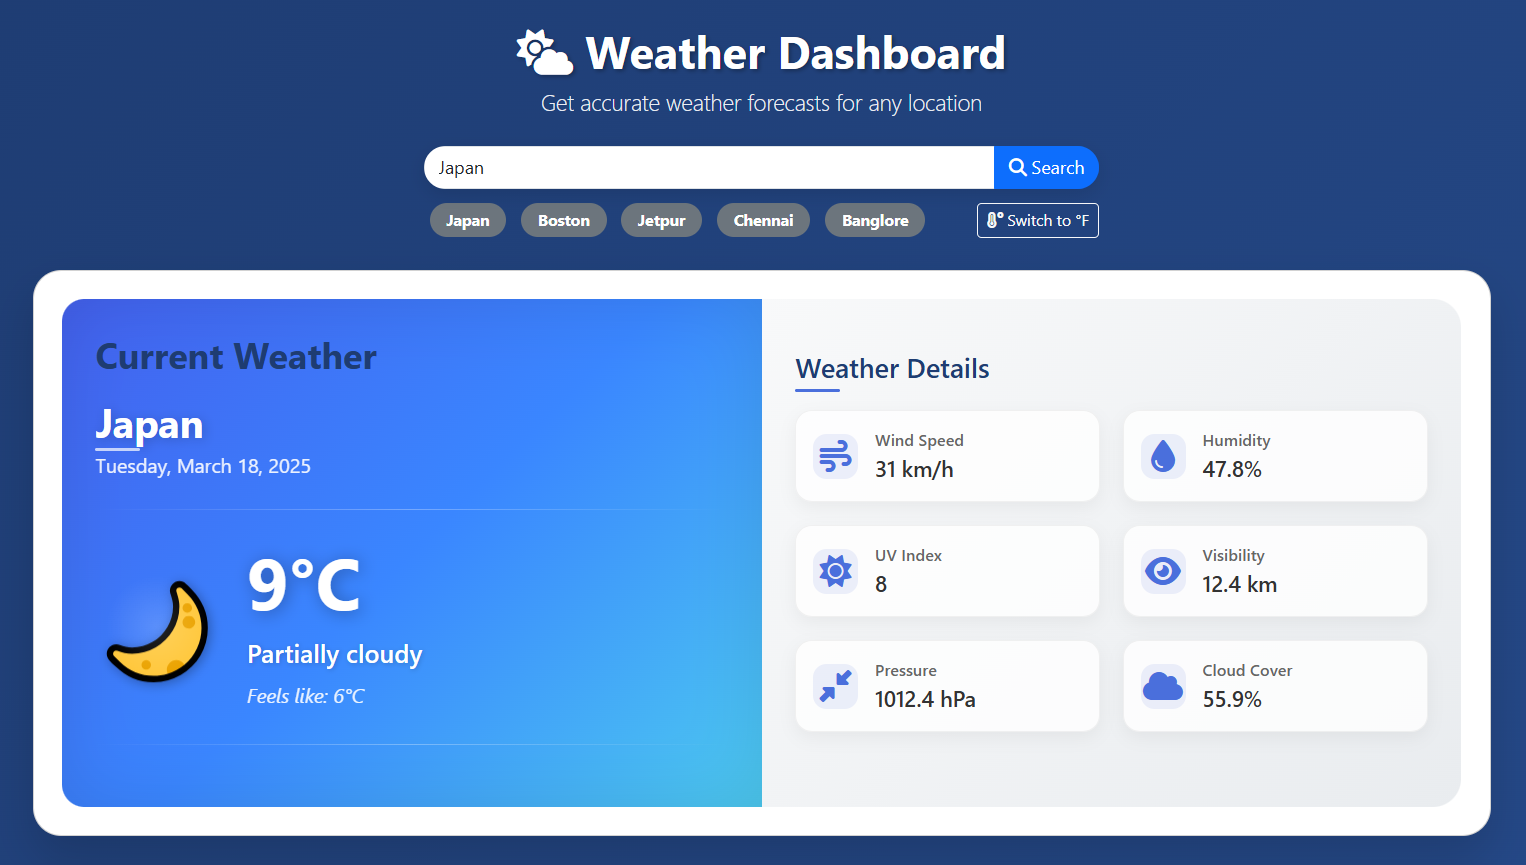 Weather Dashboard
Get accurate weather forecasts for any location
Japan
Search
Japan
Boston
Jetpur
Chennai
Banglore
Switch to °F
Current Weather
Japan
Tuesday, March 18, 2025
9°C
Partially cloudy
Feels like: 6°C
Weather Details
Wind Speed
31 km/h
Humidity
47.8%
UV Index
8
Visibility
12.4 km
Pressure
1012.4 hPa
Cloud Cover
55.9%